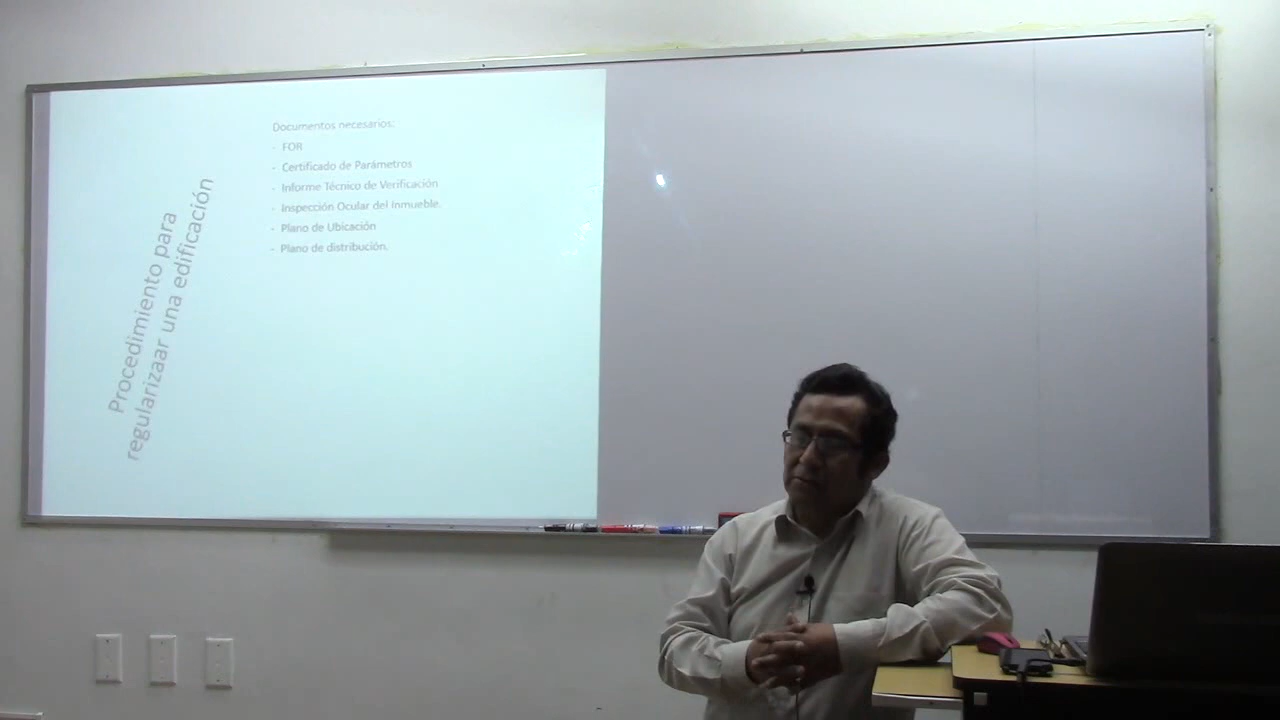 Procedimiento para
regularizaar una edificación
Documentos necesarios:
- FOR
- Certificado de Parámetros
- Informe Técnico de Verificación
- Inspección Ocular del Inmueble.
- Plano de Ubicación
- Plano de distribución.